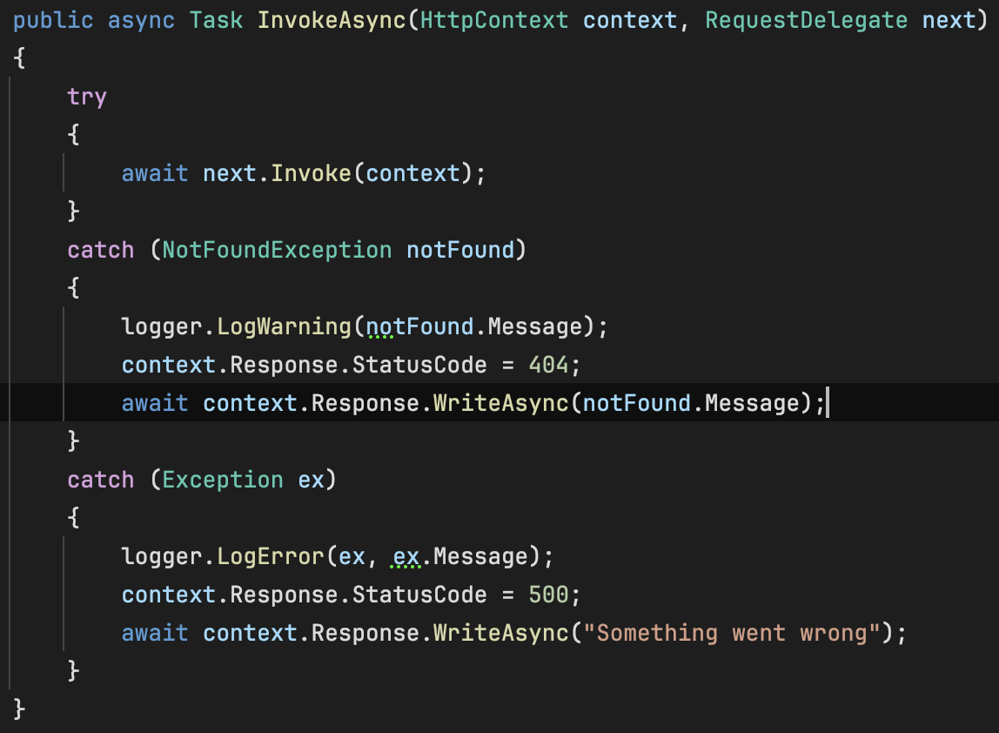 public async Task InvokeAsync(HttpContext context, RequestDelegate next)
{
    try
    {
        await next.Invoke(context);
    }
    catch (NotFoundException notFound)
    {
        logger.LogWarning(notFound.Message);
        context.Response.StatusCode = 404;
        await context.Response.WriteAsync(notFound.Message);
    }
    catch (Exception ex)
    {
        logger.LogError(ex, ex.Message);
        context.Response.StatusCode = 500;
        await context.Response.WriteAsync("Something went wrong");
    }
}